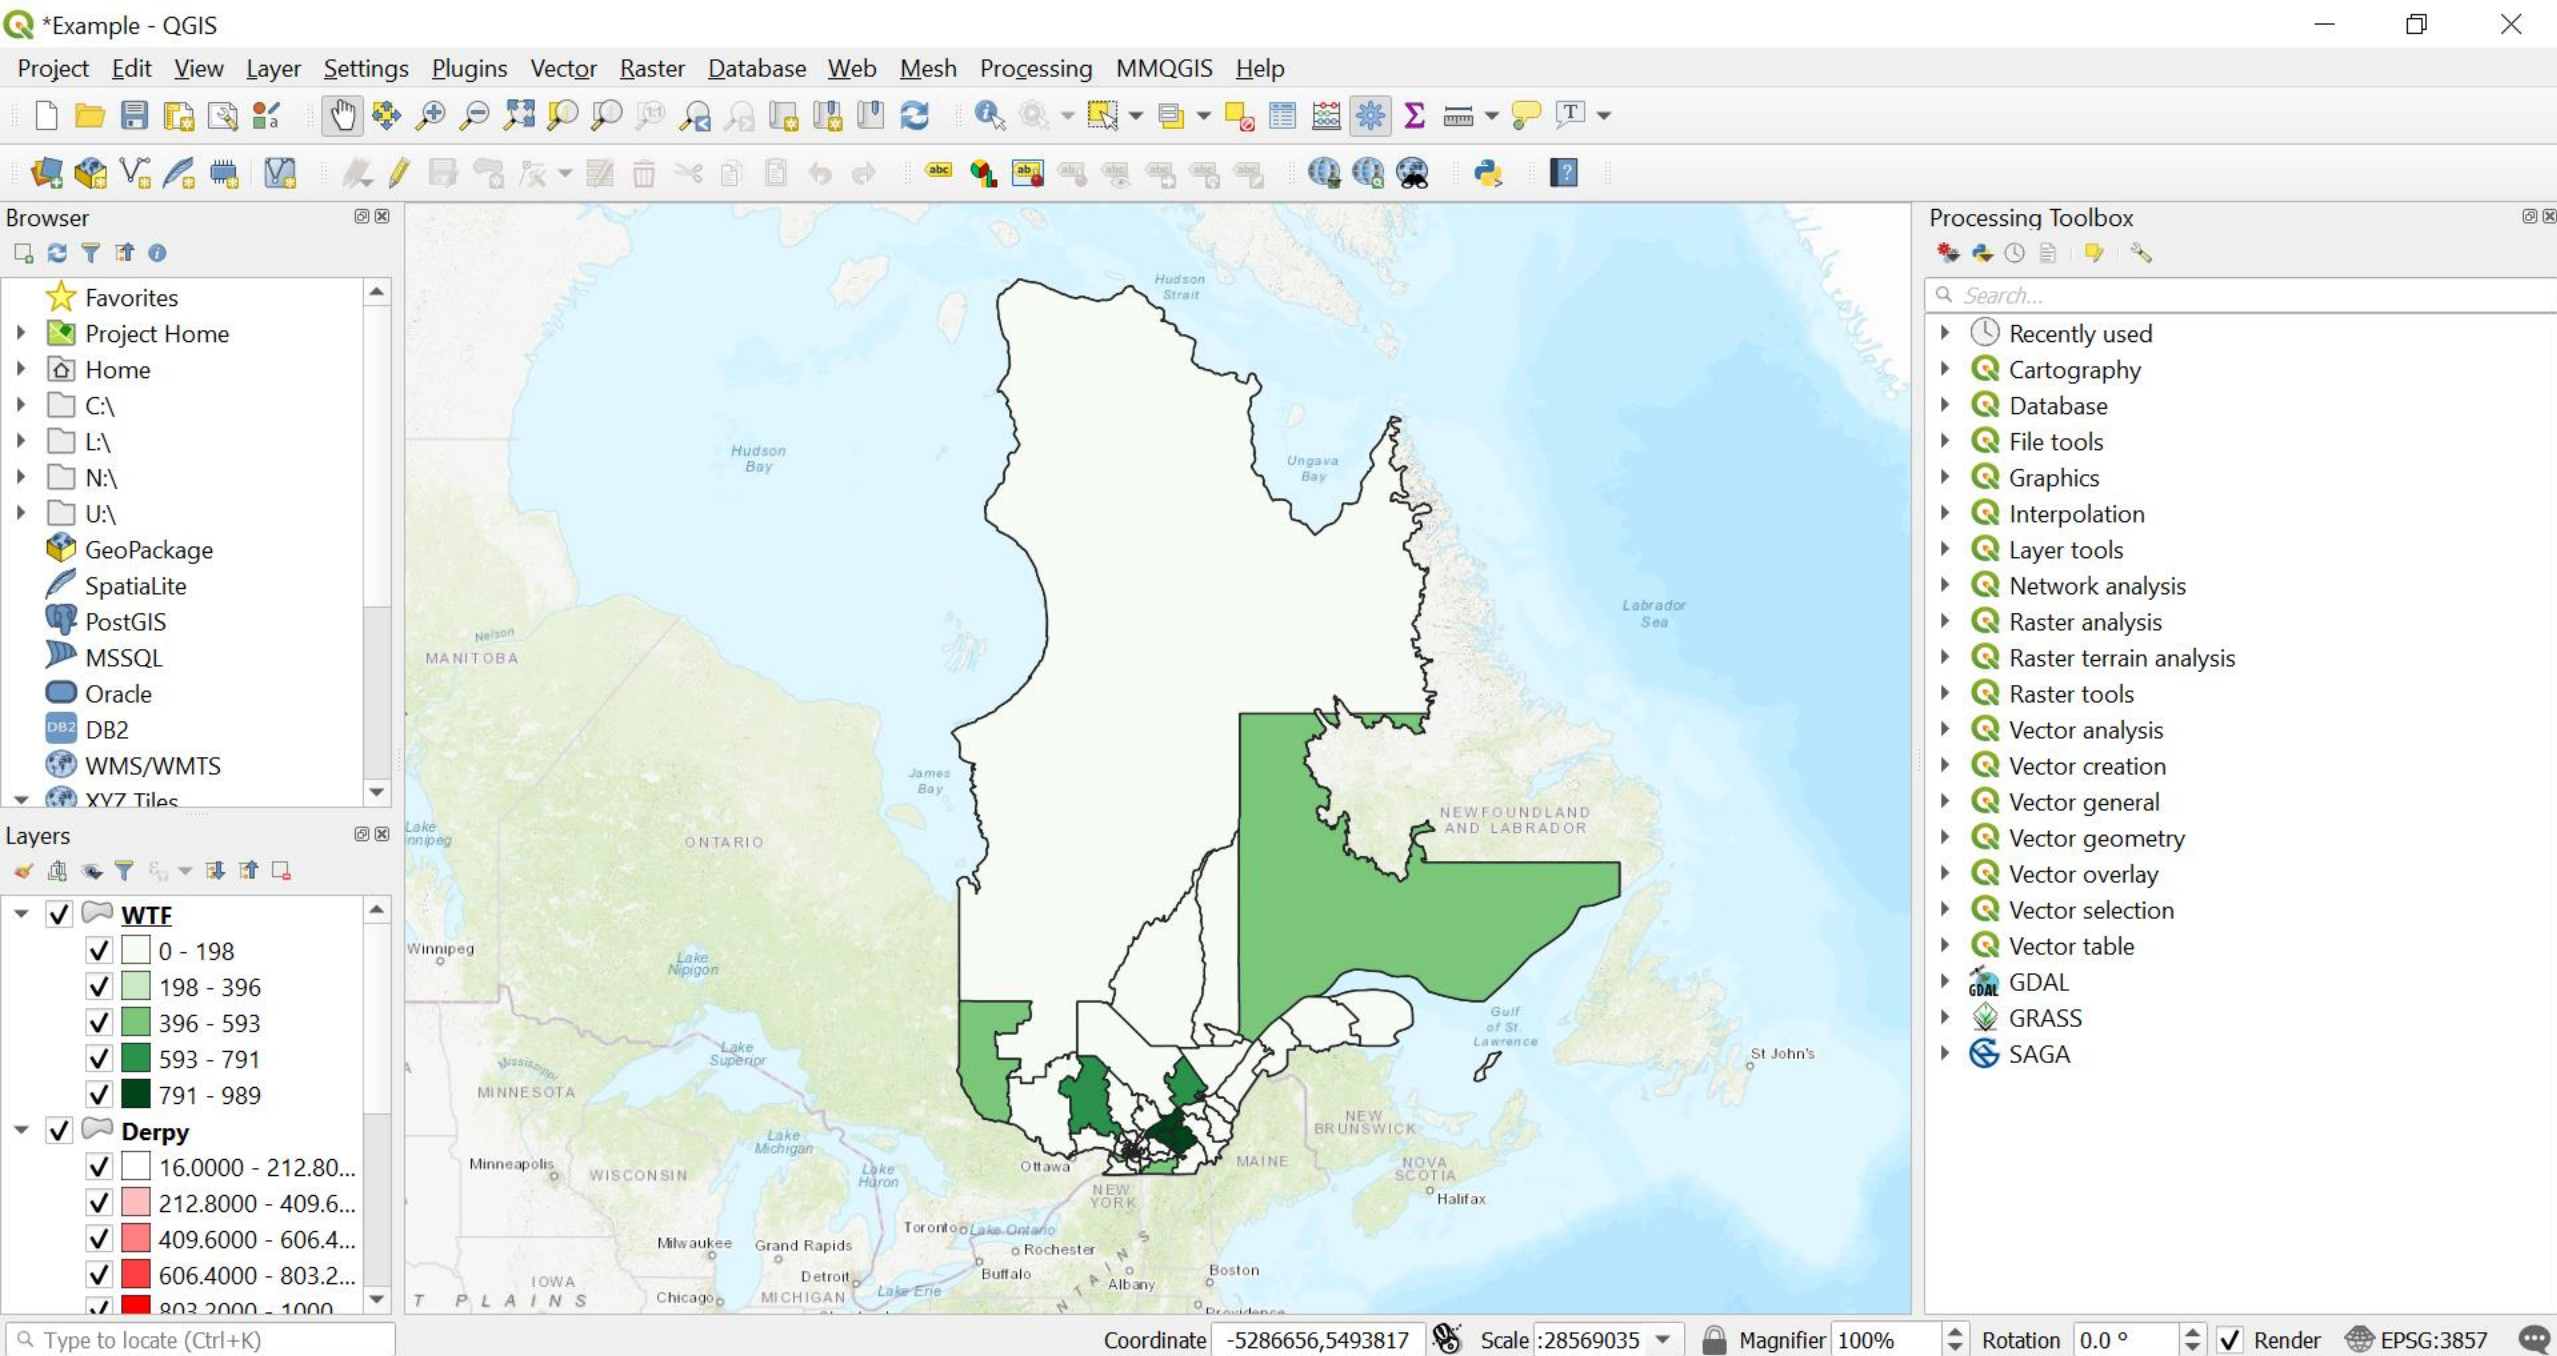 *Example - QGIS
Project Edit View Layer Settings Plugins Vector Raster Database Web Mesh Processing MMQGIS Help
Browser
Favorites
Project Home
Home
C:\
L:\
N:\
U:\
GeoPackage
SpatiaLite
PostGIS
MSSQL
Oracle
DB2
DB2
WMS/WMTS
XYZ Tiles
Layers
WTF
0 - 198
198 - 396
396 - 593
593 - 791
791 - 989
Derpy
16.0000 - 212.80...
212.8000 - 409.6...
409.6000 - 606.4...
606.4000 - 803.2...
803.2000 - 1000
Hudson
Strait
Hudson
Bay
Ungava
Bay
Labrador
Sea
Nelson
MANITOBA
James
Bay
NEWFOUNDLAND
AND LABRADOR
Lake
innipeg
ONTARIO
Winnipeg
Lake
Nipigon
Gulf
of St.
Lawrence
St John's
Lake
Superior
Mississippi
MINNESOTA
NEW
BRUNSWICK
Lake
Michigan
Minneapolis
WISCONSIN
Lake
Huron
Ottawa
MAINE
NOVA
SCOTIA
Halifax
NEW
YORK
Toronto
Lake Ontario
Milwaukee
Grand Rapids
Rochester
Detroit
Buffalo
Boston
IOWA
Albany
T PLAINS
Chicago
MICHIGAN
Lake Erie
N T A I N S
Providence
Processing Toolbox
Search...
Recently used
Cartography
Database
File tools
Graphics
Interpolation
Layer tools
Network analysis
Raster analysis
Raster terrain analysis
Raster tools
Vector analysis
Vector creation
Vector general
Vector geometry
Vector overlay
Vector selection
Vector table
GDAL
GDAL
GRASS
SAGA
Type to locate (Ctrl+K)
Coordinate -5286656,5493817 Scale :28569035 Magnifier 100% Rotation 0.0 ° Render EPSG:3857